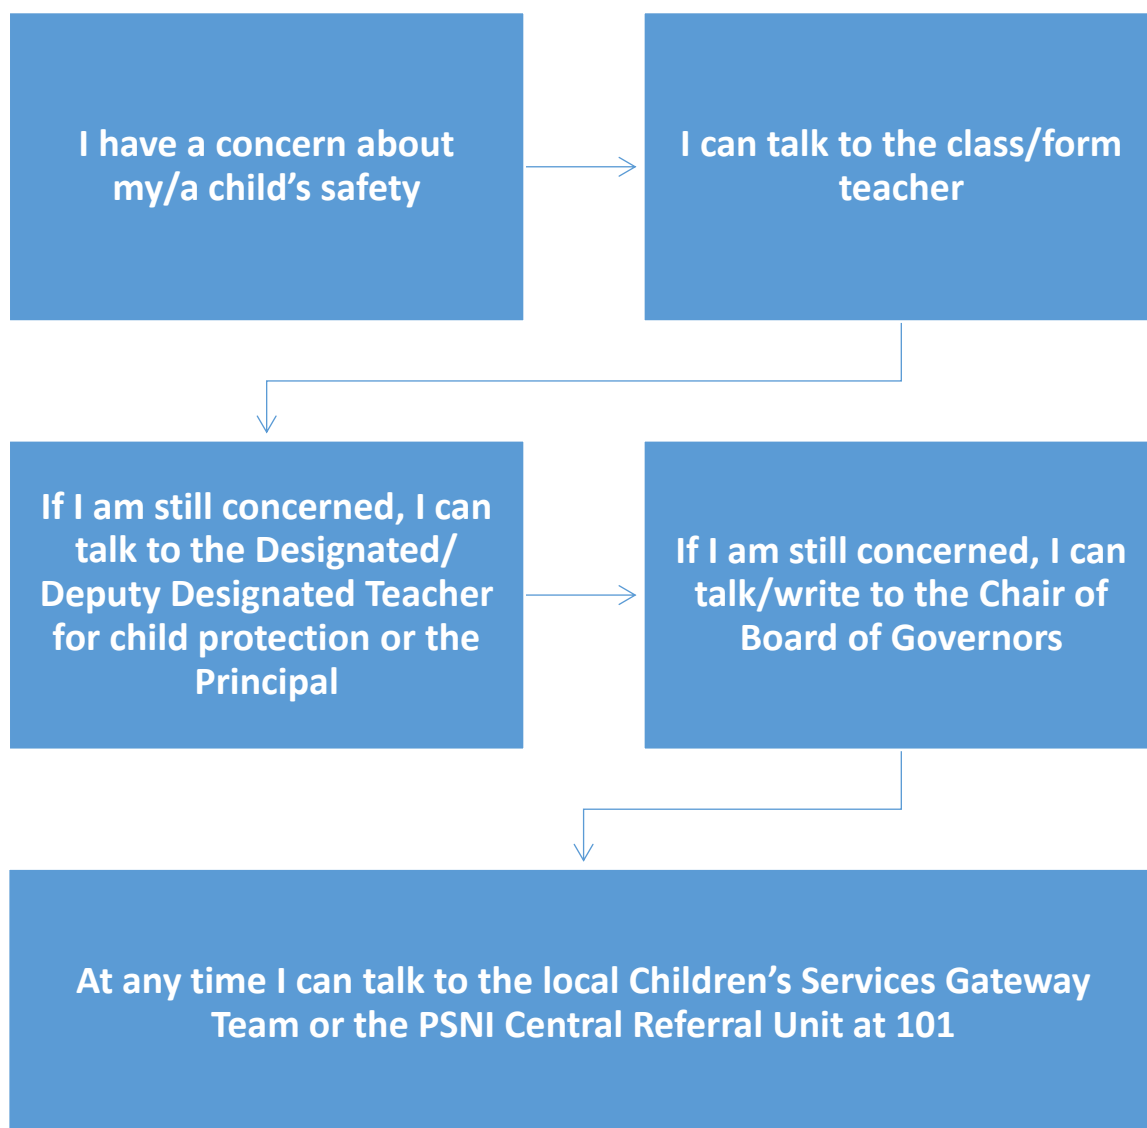 I have a concern about
my/a child’s safety
I can talk to the class/form
teacher
If I am still concerned, I can
talk to the Designated/
Deputy Designated Teacher
for child protection or the
Principal
If I am still concerned, I can
talk/write to the Chair of
Board of Governors
At any time I can talk to the local Children’s Services Gateway
Team or the PSNI Central Referral Unit at 101